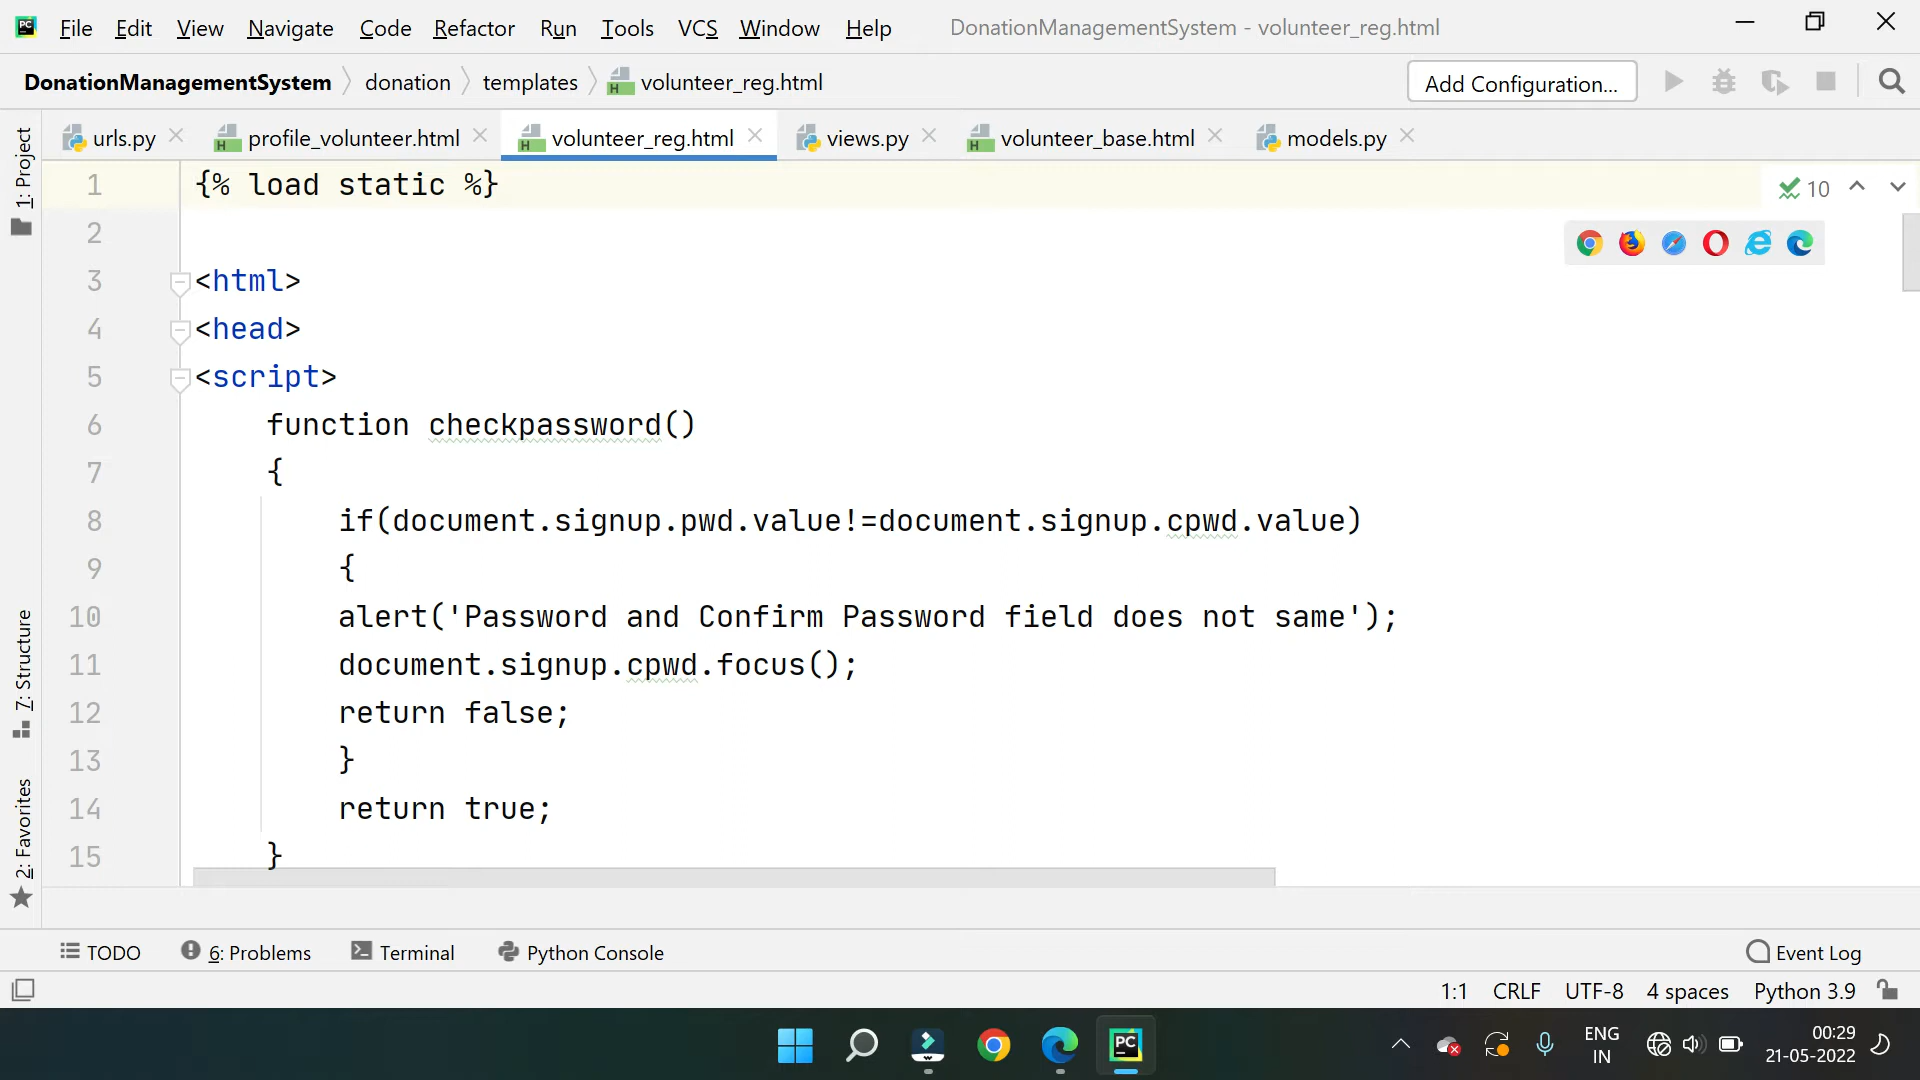 PC File Edit View Navigate Code Refactor Run Tools VCS Window Help DonationManagementSystem - volunteer_reg.html
DonationManagementSystem donation templates H volunteer_reg.html Add Configuration...
urls.py H profile_volunteer.html H volunteer_reg.html views.py H volunteer_base.html models.py
1: Project
7: Structure
2: Favorites
1 {% load static %} 10
2
3 <html>
4 <head>
5 <script>
6 function checkpassword()
7 {
8 if(document.signup.pwd.value!=document.signup.cpwd.value)
9 {
10 alert('Password and Confirm Password field does not same');
11 document.signup.cpwd.focus();
12 return false;
13 }
14 return true;
15 }
TODO 6: Problems Terminal Python Console Event Log
1:1 CRLF UTF-8 4 spaces Python 3.9
W PC ENG 00:29
IN 21-05-2022